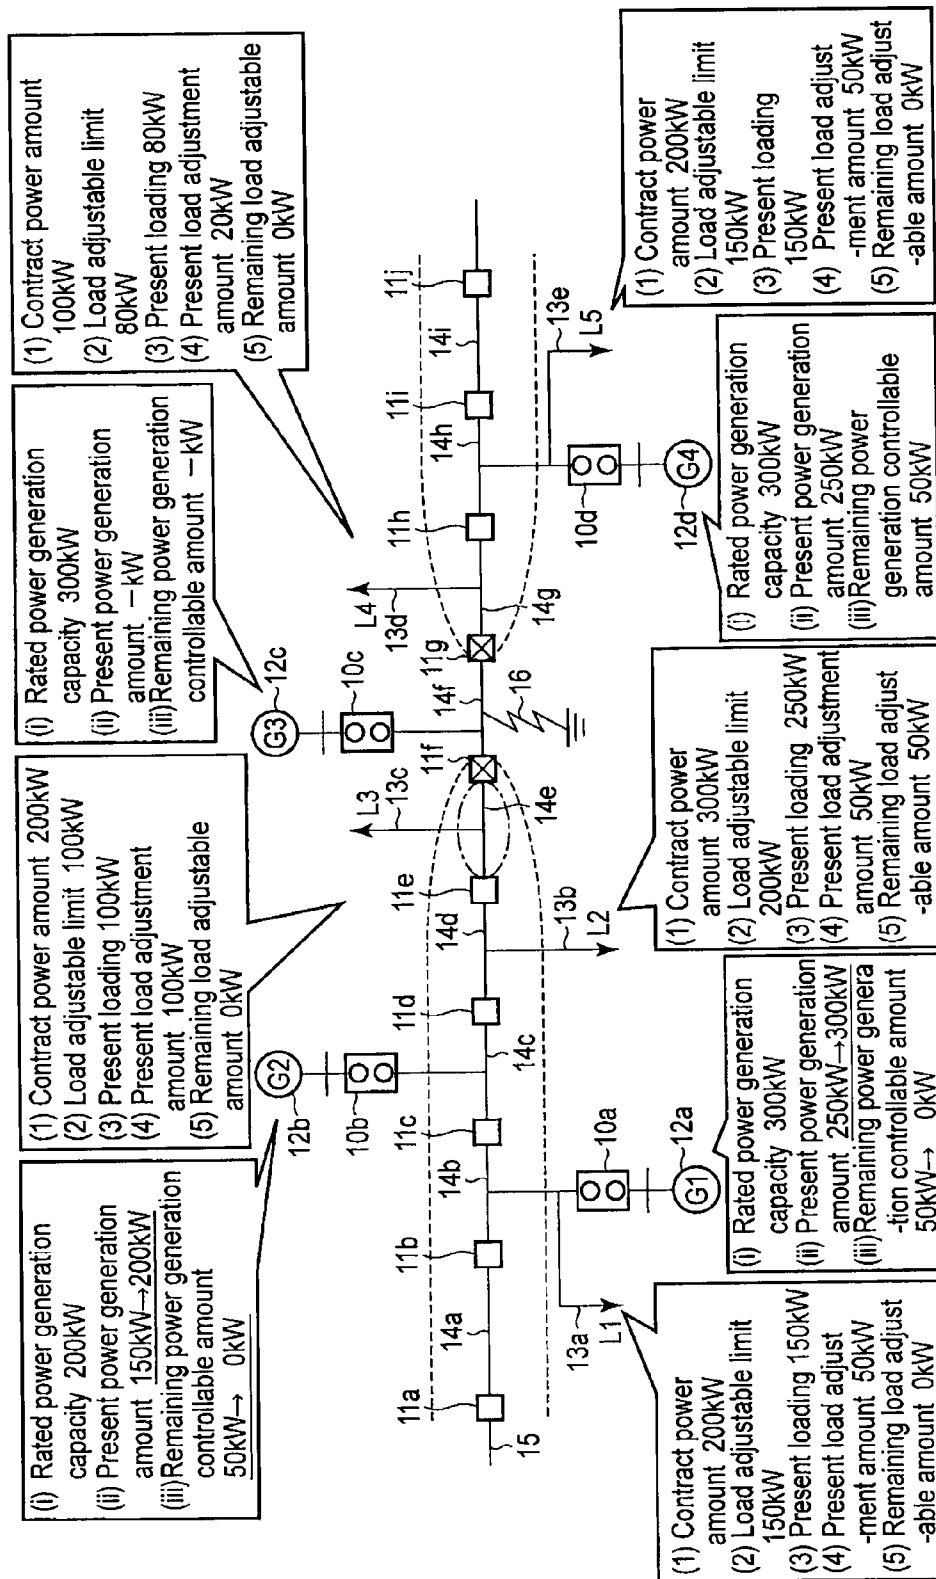 (i) Rated power generation
capacity 200kW
(ii) Present power generation
amount 150kW→200kW
(iii) Remaining power generation
controllable amount
50kW→ 0kW
(1) Contract power amount 200kW
(2) Load adjustable limit 100kW
(3) Present loading 100kW
(4) Present load adjustment
amount 100kW
(5) Remaining load adjustable
amount 0kW
(i) Rated power generation
capacity 300kW
(ii) Present power generation
amount —kW
(iii) Remaining power generation
controllable amount —kW
(1) Contract power amount
100kW
(2) Load adjustable limit
80kW
(3) Present loading 80kW
(4) Present load adjustment
amount 20kW
(5) Remaining load adjustable
amount 0kW
G2
12b
10b
L3
13c
G3
12c
10c
L4
13d
15
11a
14a
11b
14b
11c
14c
11d
14d
11e
14e
11f
14f
16
11g
14g
11h
14h
11i
14i
11j
13a
L1
10a
G1
12a
13b
L2
10d
G4
12d
13e
L5
(1) Contract power
amount 200kW
(2) Load adjustable limit
150kW
(3) Present loading 150kW
(4) Present load adjust
-ment amount 50kW
(5) Remaining load adjust
-able amount 0kW
(i) Rated power generation
capacity 300kW
(ii) Present power generation
amount 250kW→300kW
(iii) Remaining power genera
-tion controllable amount
50kW→ 0kW
(1) Contract power
amount 300kW
(2) Load adjustable limit
200kW
(3) Present loading 250kW
(4) Present load adjustment
amount 50kW
(5) Remaining load adjust
-able amount 50kW
(i) Rated power generation
capacity 300kW
(ii) Present power generation
amount 250kW
(iii) Remaining power
generation controllable
amount 50kW
(1) Contract power
amount 200kW
(2) Load adjustable limit
150kW
(3) Present loading
150kW
(4) Present load adjust
-ment amount 50kW
(5) Remaining load adjust
-able amount 0kW